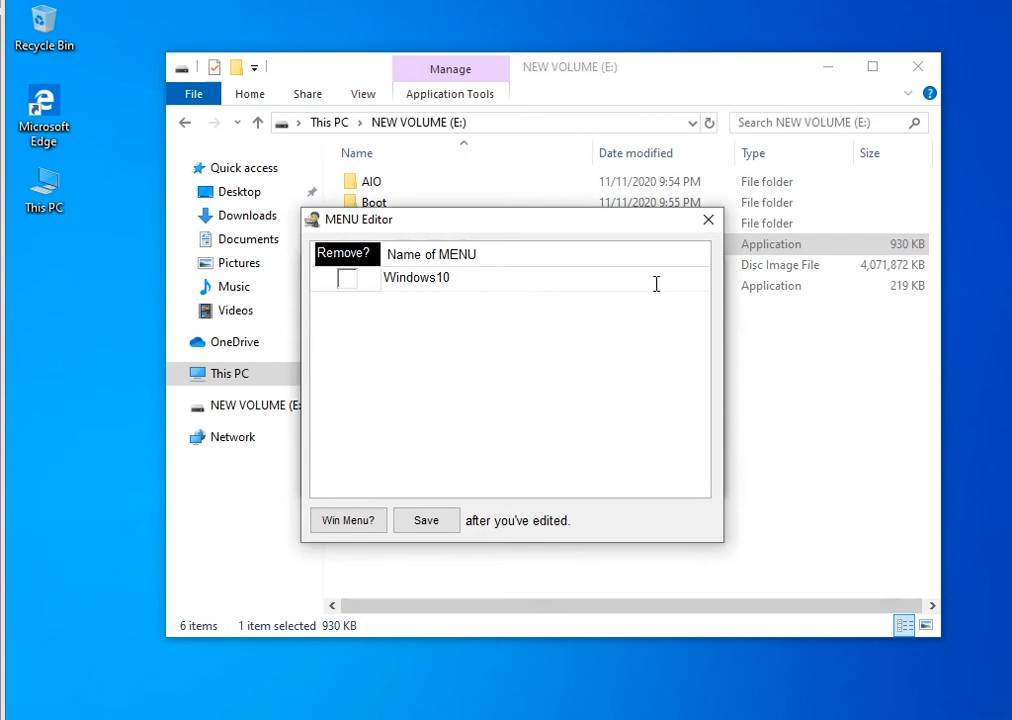 Recycle Bin
Microsoft
Edge
This PC
Manage
NEW VOLUME (E:)
File
Home
Share
View
Application Tools
This PC
NEW VOLUME (E:)
Search NEW VOLUME (E:)
Name
Date modified
Type
Size
Quick access
Desktop
Downloads
Documents
Pictures
Music
Videos
OneDrive
This PC
NEW VOLUME (E:
Network
AIO
11/11/2020 9:54 PM
File folder
Boot
11/11/2020 9:55 PM
File folder
File folder
Application
930 KB
Disc Image File
4,071,872 KB
Application
219 KB
MENU Editor
Remove?
Name of MENU
Windows10
Win Menu?
Save
after you've edited.
6 items
1 item selected 930 KB